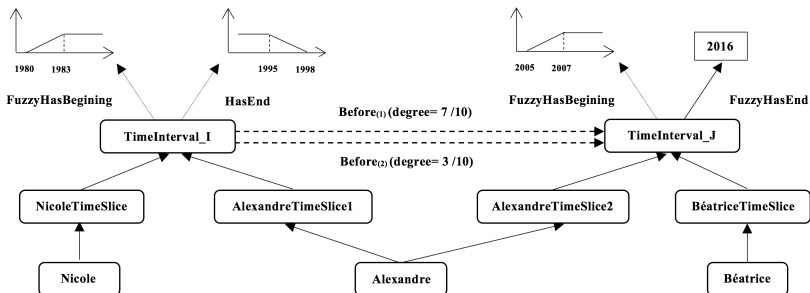 2016
1980 1983 1995 1998 2005 2007
FuzzyHasBegining HasEnd FuzzyHasBegining FuzzyHasEnd
Before(1) (degree= 7 /10)
TimeInterval_I TimeInterval_J
Before(2) (degree= 3 /10)
NicoleTimeSlice AlexandreTimeSlice1 AlexandreTimeSlice2 BéatriceTimeSlice
Nicole Alexandre Béatrice